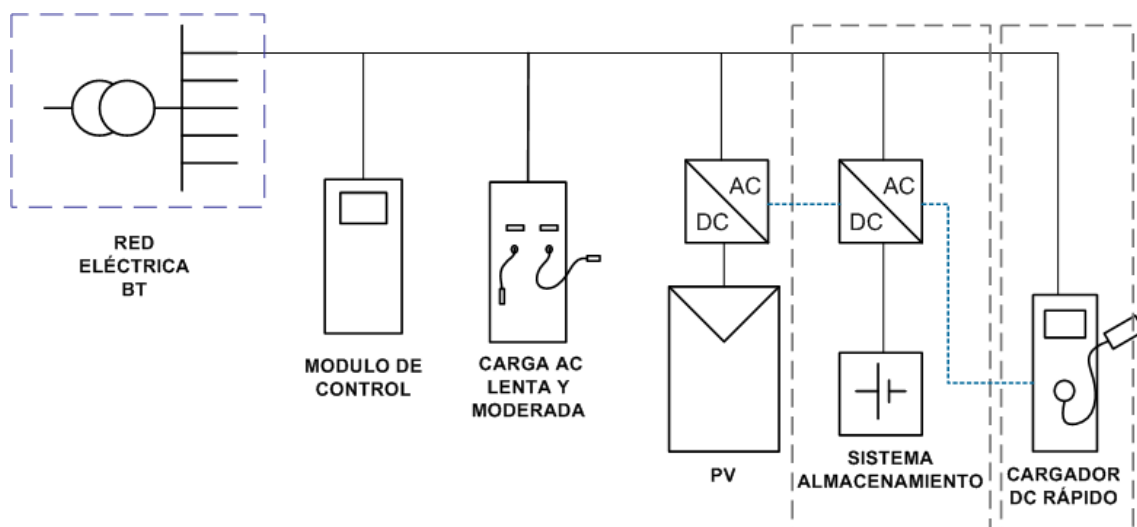 RED
ELÉCTRICA
BT
MODULO DE
CONTROL
CARGA AC
LENTA Y
MODERADA
AC
DC
PV
AC
DC
SISTEMA
ALMACENAMIENTO
CARGADOR
DC RÁPIDO